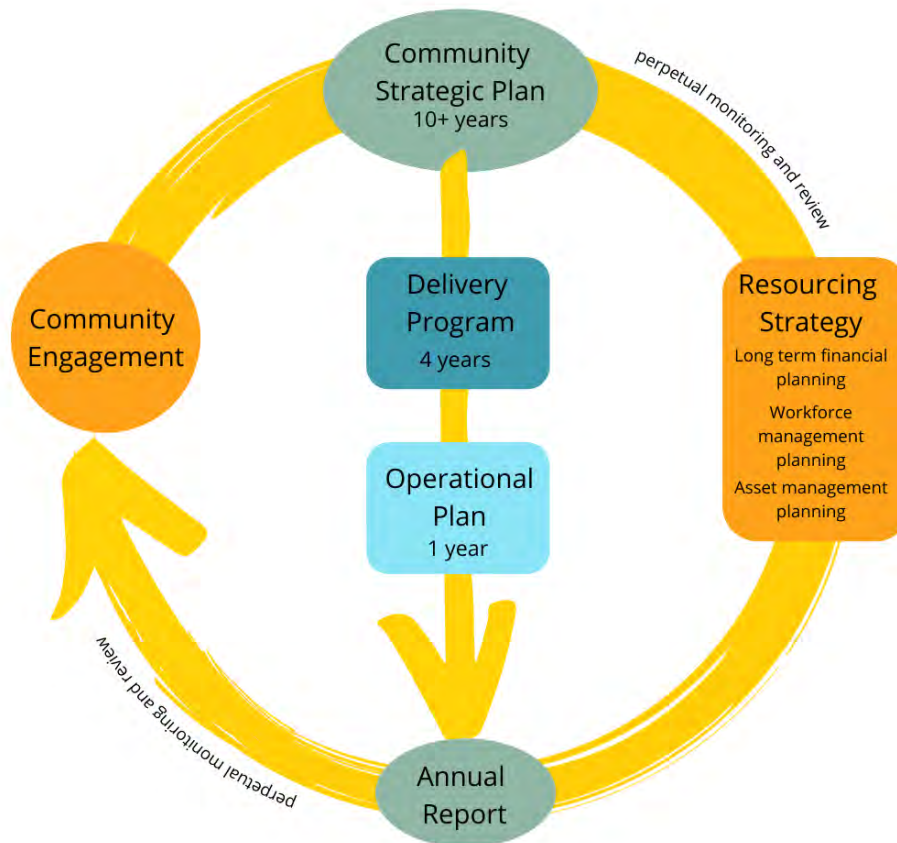 Community
Strategic Plan
10+ years
perpetual monitoring and review
Community
Engagement
Delivery
Program
4 years
Resourcing
Strategy
Long term financial
planning
Workforce
management
planning
Asset management
planning
Operational
Plan
1 year
perpetual monitoring and review
Annual
Report